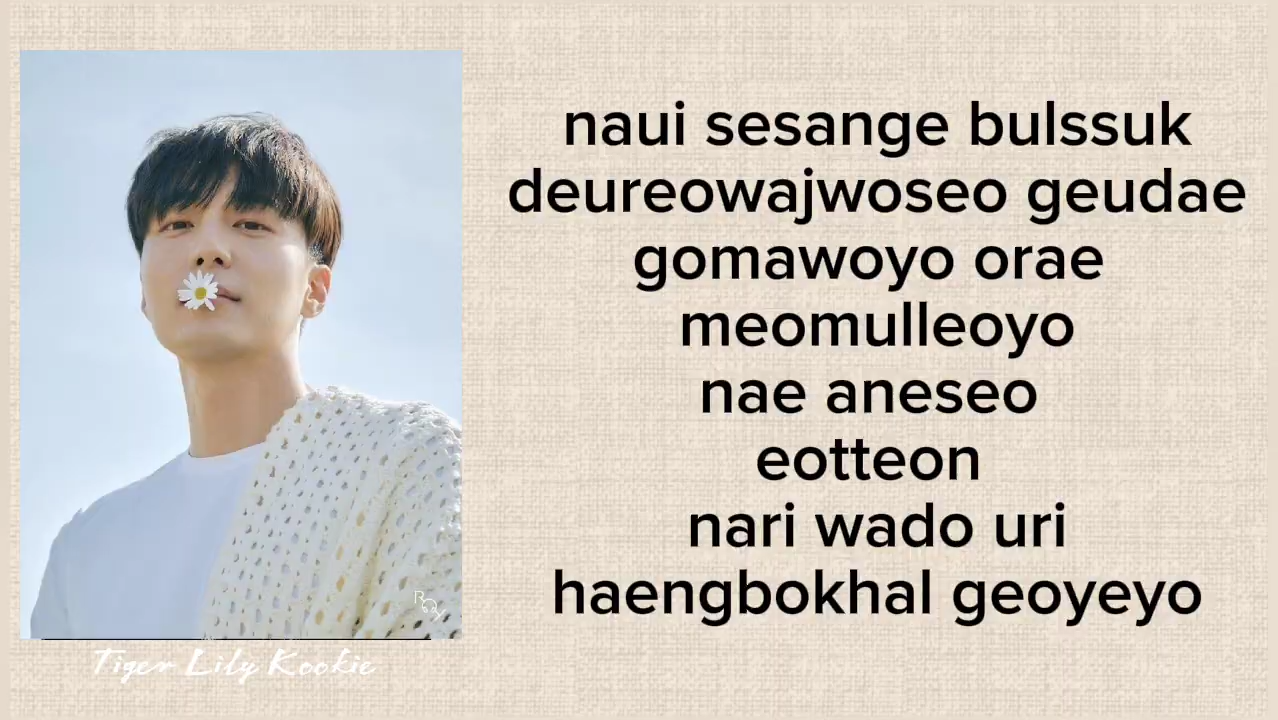 naui sesange bulssuk
deureowajwoseo geudae
gomawoyo orae
meomulleoyo
nae aneseo
eotteon
nari wado uri
haengbokhal geoyeyo
ROY
Tiger Lily Kookie